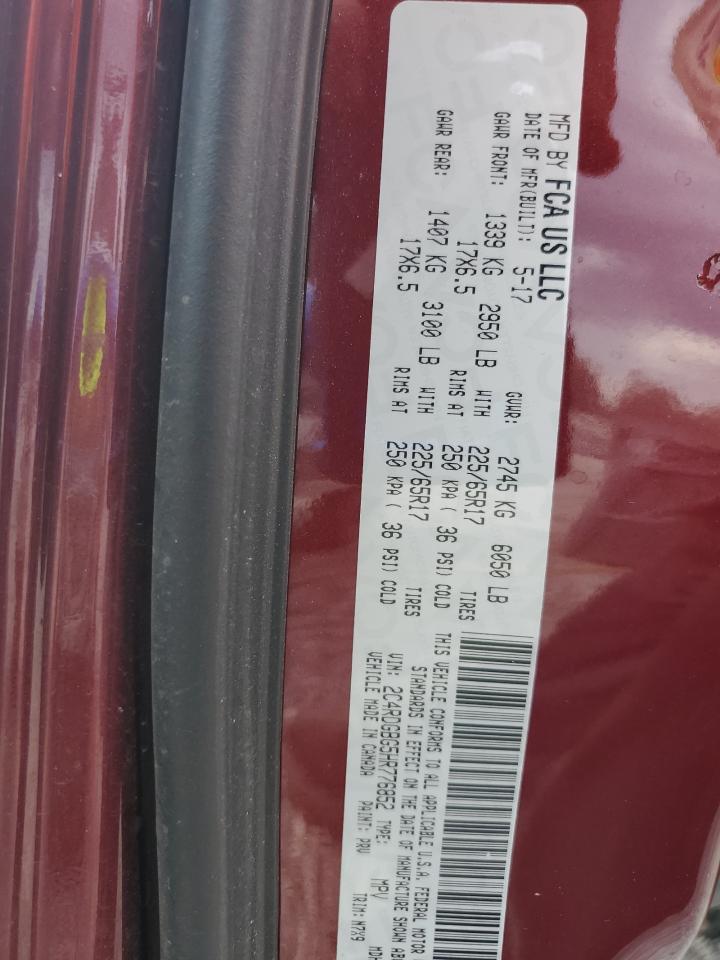 MFD BY FCA US LLC
DATE OF MFR(BUILT): 5-17 GVWR: 2745 KG 6050 LB
GAWR FRONT: 1339 KG 2950 LB WITH 225/65R17 TIRES
17X6.5 RIMS AT 250 KPA ( 36 PSI) COLD
GAWR REAR: 1407 KG 3100 LB WITH 225/65R17 TIRES
17X6.5 RIMS AT 250 KPA ( 36 PSI) COLD
THIS VEHICLE CONFORMS TO ALL APPLICABLE U.S.A. FEDERAL MOTOR
STANDARDS IN EFFECT ON THE DATE OF MANUFACTURE SHOWN AB
VIN: 2C4RDGBG5HR776852 TYPE: MPV MDH
VEHICLE MADE IN CANADA PAINT: PRV TRIM: N7X9